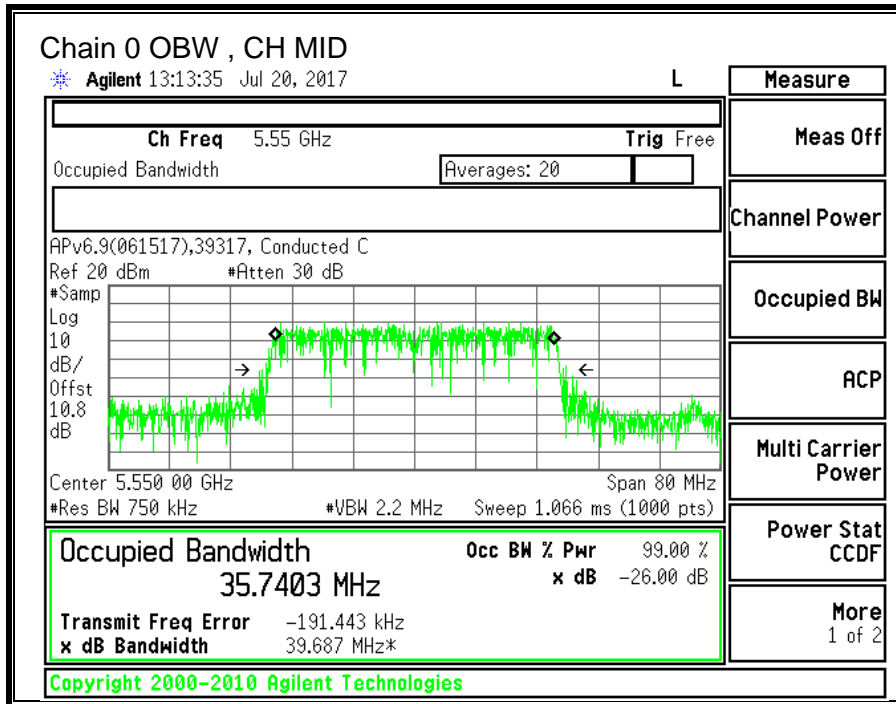 Chain 0 OBW , CH MID
Agilent 13:13:35 Jul 20, 2017 L
Measure
Ch Freq 5.55 GHz Trig Free
Occupied Bandwidth Averages: 20
APv6.9(061517),39317, Conducted C
Ref 20 dBm #Atten 30 dB
#Samp
Log
10
dB/
Offst
10.8
dB
Center 5.550 00 GHz Span 80 MHz
#Res BW 750 kHz #VBW 2.2 MHz Sweep 1.066 ms (1000 pts)
Occupied Bandwidth Occ BW % Pwr 99.00 %
35.7403 MHz x dB -26.00 dB
Transmit Freq Error -191.443 kHz
x dB Bandwidth 39.687 MHz*
Copyright 2000-2010 Agilent Technologies
Meas Off
Channel Power
Occupied BW
ACP
Multi Carrier
Power
Power Stat
CCDF
More
1 of 2